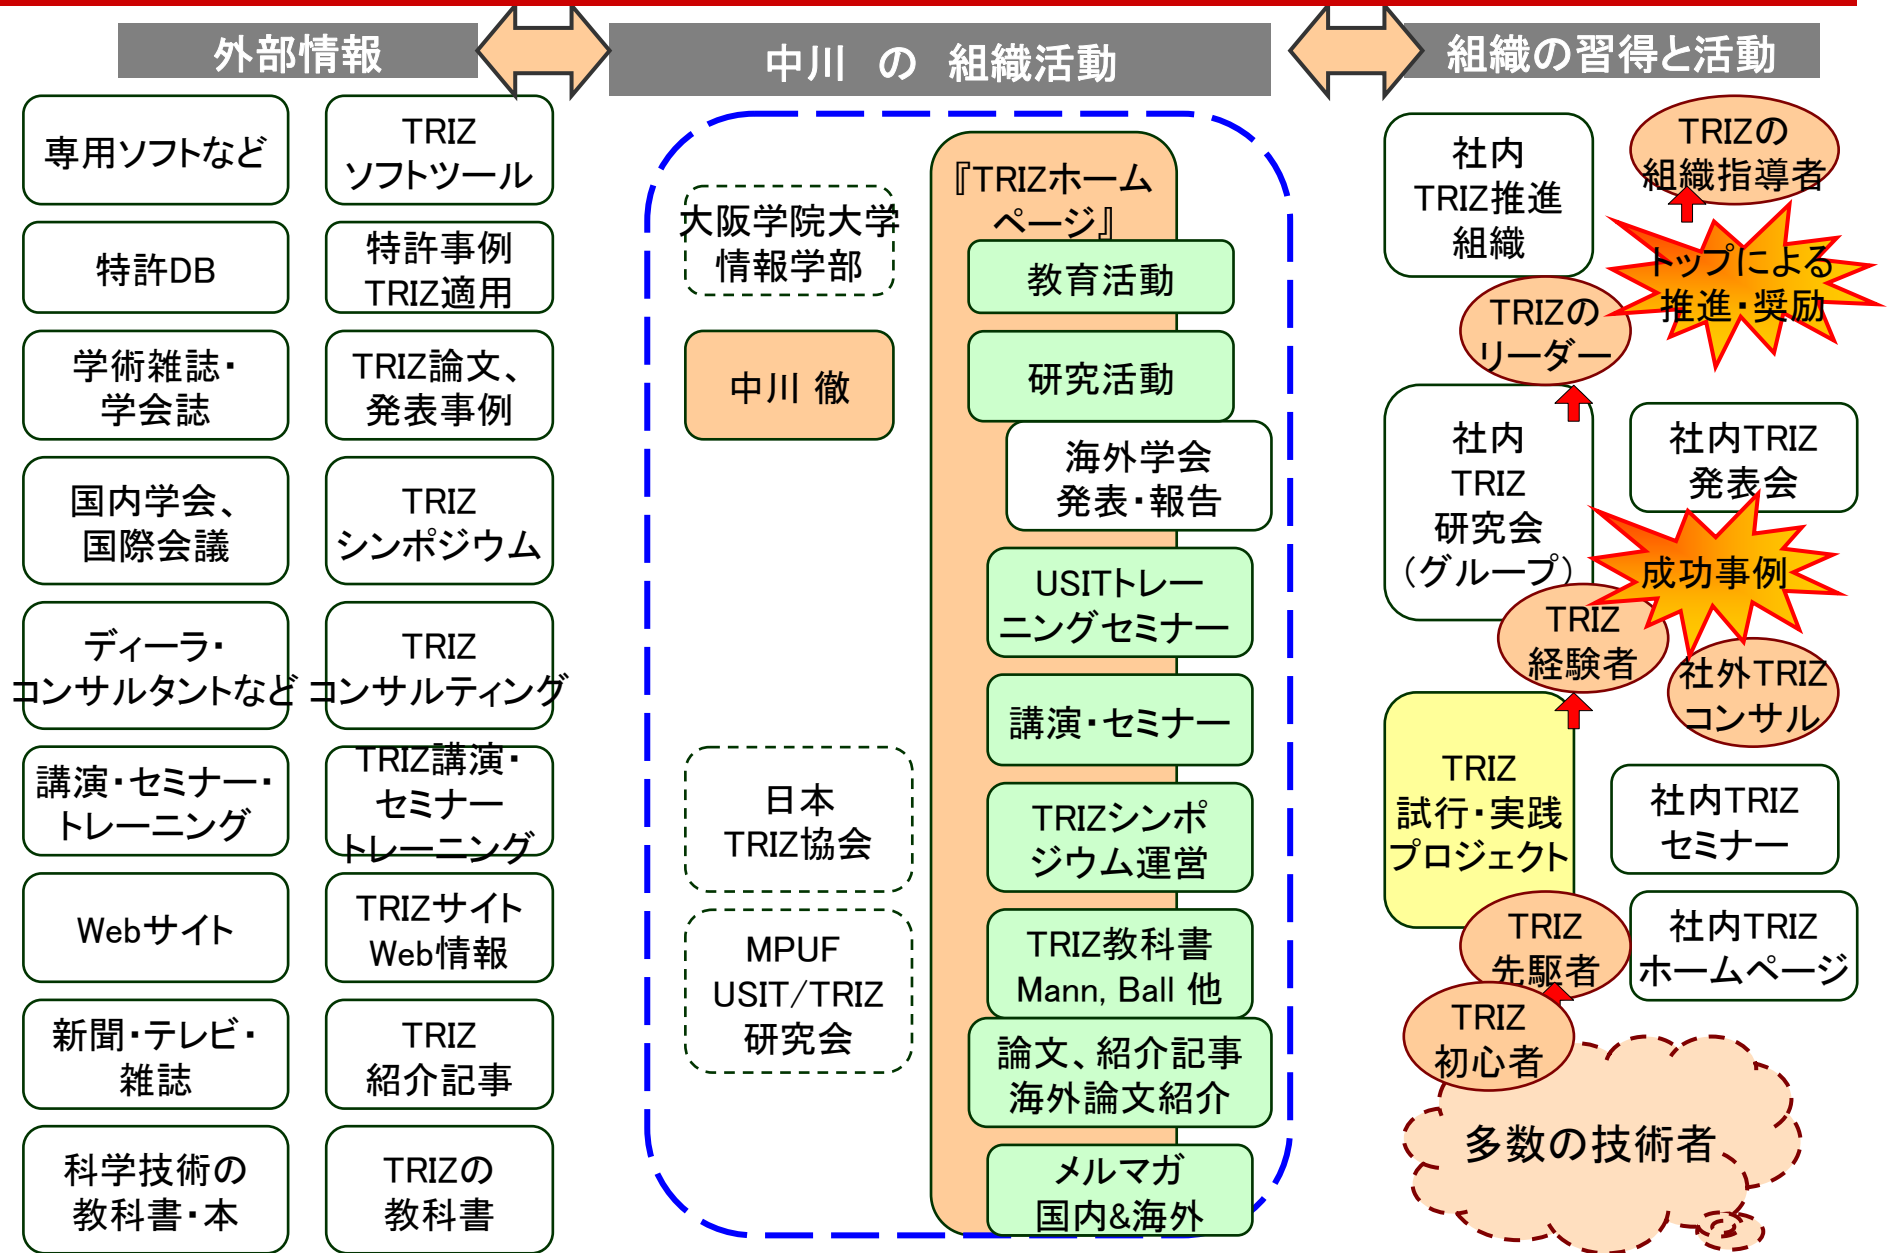 外部情報
中川 の 組織活動
組織の習得と活動
専用ソフトなど
特許DB
学術雑誌・
学会誌
国内学会、
国際会議
ディーラ・
コンサルタントなど
講演・セミナー・
トレーニング
Webサイト
新聞・テレビ・
雑誌
科学技術の
教科書・本
TRIZ
ソフトツール
特許事例
TRIZ適用
TRIZ論文、
発表事例
TRIZ
シンポジウム
TRIZ
コンサルティング
TRIZ講演・
セミナー
トレーニング
TRIZサイト
Web情報
TRIZ
紹介記事
TRIZの
教科書
大阪学院大学
情報学部
中川 徹
日本
TRIZ協会
MPUF
USIT/TRIZ
研究会
『TRIZホーム
ページ』
教育活動
研究活動
海外学会
発表・報告
USITトレー
ニングセミナー
講演・セミナー
TRIZシンポ
ジウム運営
TRIZ教科書
Mann, Ball 他
論文、紹介記事
海外論文紹介
メルマガ
国内&海外
社内
TRIZ推進
組織
TRIZの
組織指導者
トップによる
推進・奨励
TRIZの
リーダー
社内
TRIZ
研究会
（グループ）
社内TRIZ
発表会
成功事例
TRIZ
経験者
社外TRIZ
コンサル
TRIZ
試行・実践
プロジェクト
社内TRIZ
セミナー
TRIZ
先駆者
社内TRIZ
ホームページ
TRIZ
初心者
多数の技術者